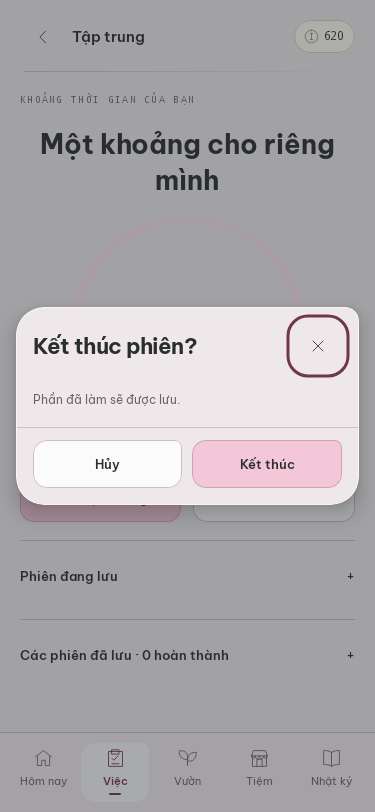 Tập trung
620
KHOẢNG THỜI GIAN CỦA BẠN
Một khoảng cho riêng
mình
Kết thúc phiên?
Phần đã làm sẽ được lưu.
Hủy
Kết thúc
Phiên đang lưu
+
Các phiên đã lưu · 0 hoàn thành
+
Hôm nay
Việc
Vườn
Tiệm
Nhật ký